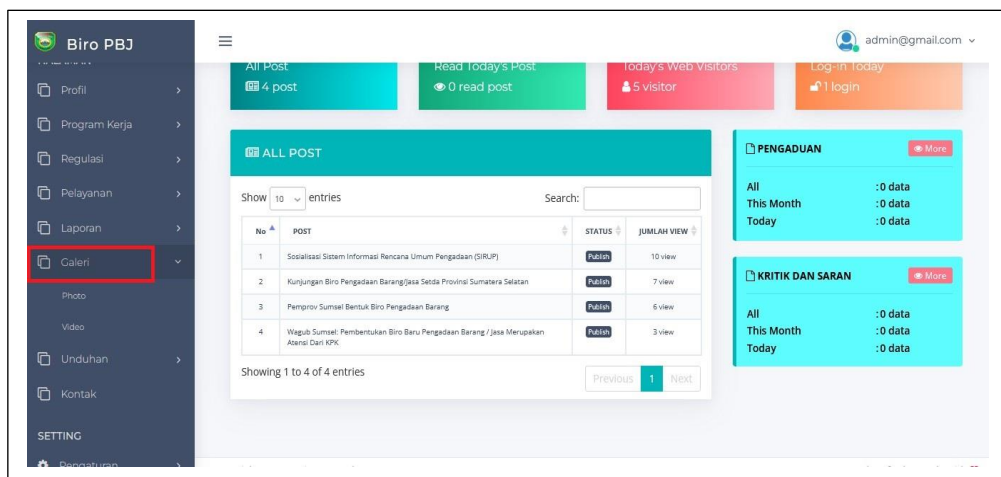 Biro PBJ
admin@gmail.com
Profil
Program Kerja
Regulasi
Pelayanan
Laporan
Galeri
Photo
Video
Unduhan
Kontak
SETTING
Pengaturan
All Post
4 post
Read Today's Post
0 read post
Today's Web Visitors
5 visitor
Log-in Today
1 login
ALL POST
Show 10 entries
Search:
No POST STATUS JUMLAH VIEW
1 Sosialisasi Sistem Informasi Rencana Umum Pengadaan (SIRUP) Publish 10 view
2 Kunjungan Biro Pengadaan Barang/Jasa Setda Provinsi Sumatera Selatan Publish 7 view
3 Pemprov Sumsel Bentuk Biro Pengadaan Barang Publish 6 view
4 Wagub Sumsel: Pembentukan Biro Baru Pengadaan Barang / Jasa Merupakan Publish 3 view
Atensi Dari KPK
Showing 1 to 4 of 4 entries
Previous 1 Next
PENGADUAN More
All :0 data
This Month :0 data
Today :0 data
KRITIK DAN SARAN More
All :0 data
This Month :0 data
Today :0 data